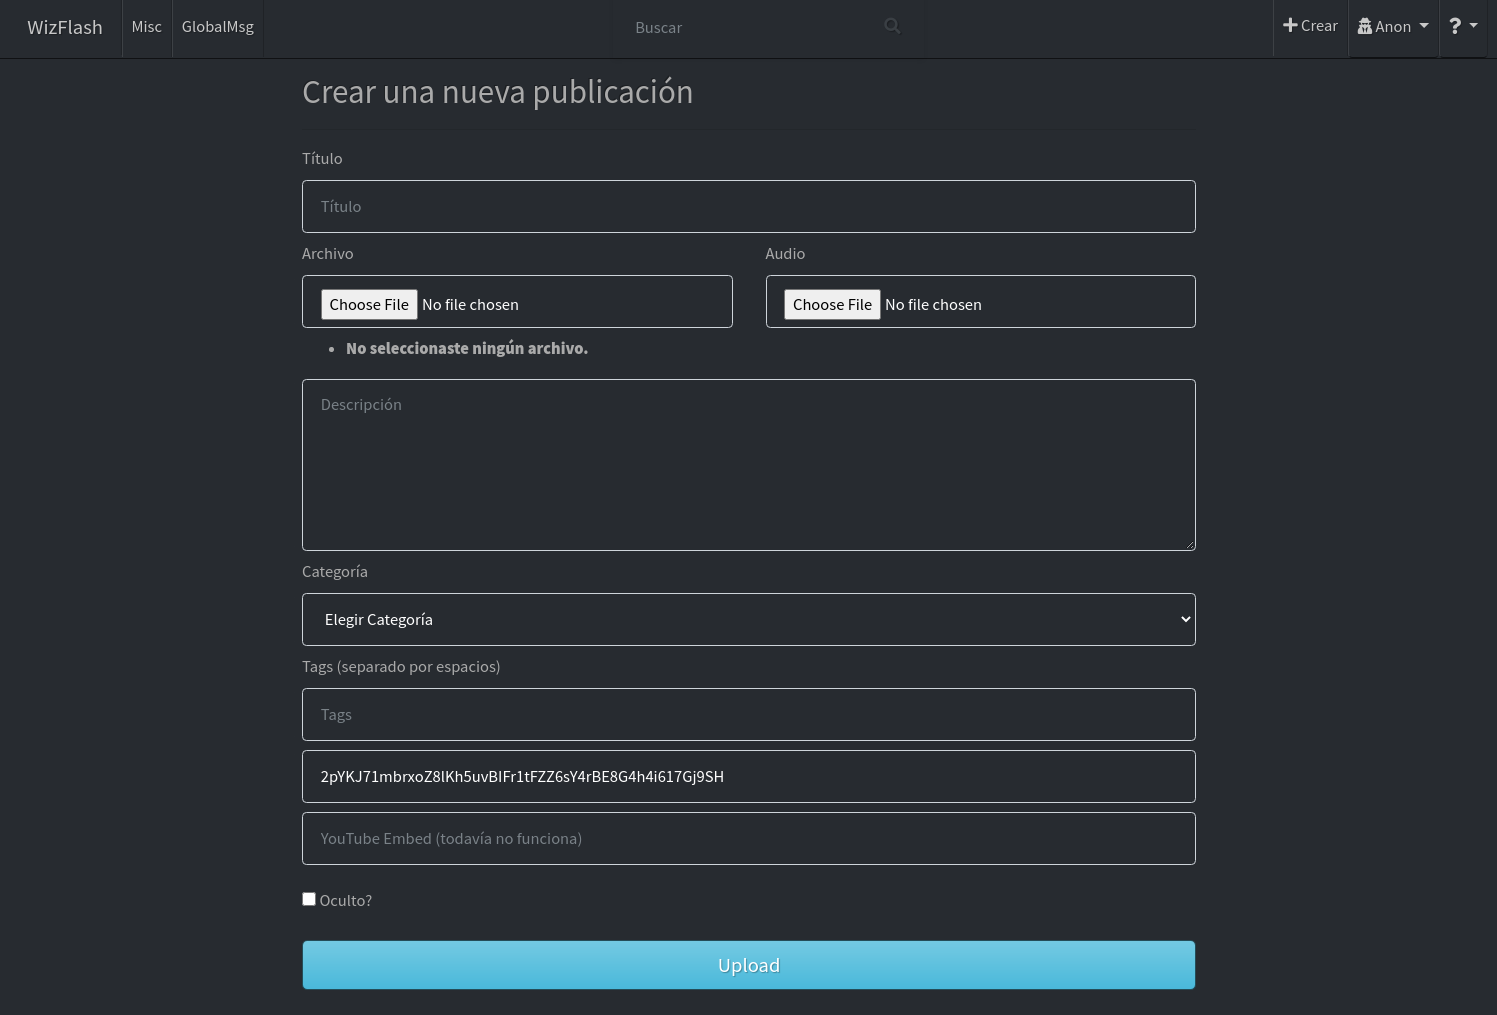 WizFlash Misc GlobalMsg Buscar Crear Anon ?
Crear una nueva publicación
Título
Título
Archivo Audio
Choose File No file chosen Choose File No file chosen
• No seleccionaste ningún archivo.
Descripción
Categoría
Elegir Categoría
Tags (separado por espacios)
Tags
2pYKJ71mbrxoZ8lKh5uvBIFr1tFZZ6sY4rBE8G4h4i617Gj9SH
YouTube Embed (todavía no funciona)
Oculto?
Upload